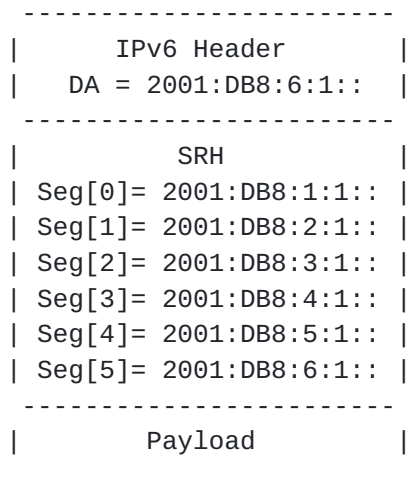 ------------------------
|      IPv6 Header       |
|   DA = 2001:DB8:6:1::  |
------------------------
|          SRH           |
| Seg[0]= 2001:DB8:1:1:: |
| Seg[1]= 2001:DB8:2:1:: |
| Seg[2]= 2001:DB8:3:1:: |
| Seg[3]= 2001:DB8:4:1:: |
| Seg[4]= 2001:DB8:5:1:: |
| Seg[5]= 2001:DB8:6:1:: |
------------------------
|        Payload         |